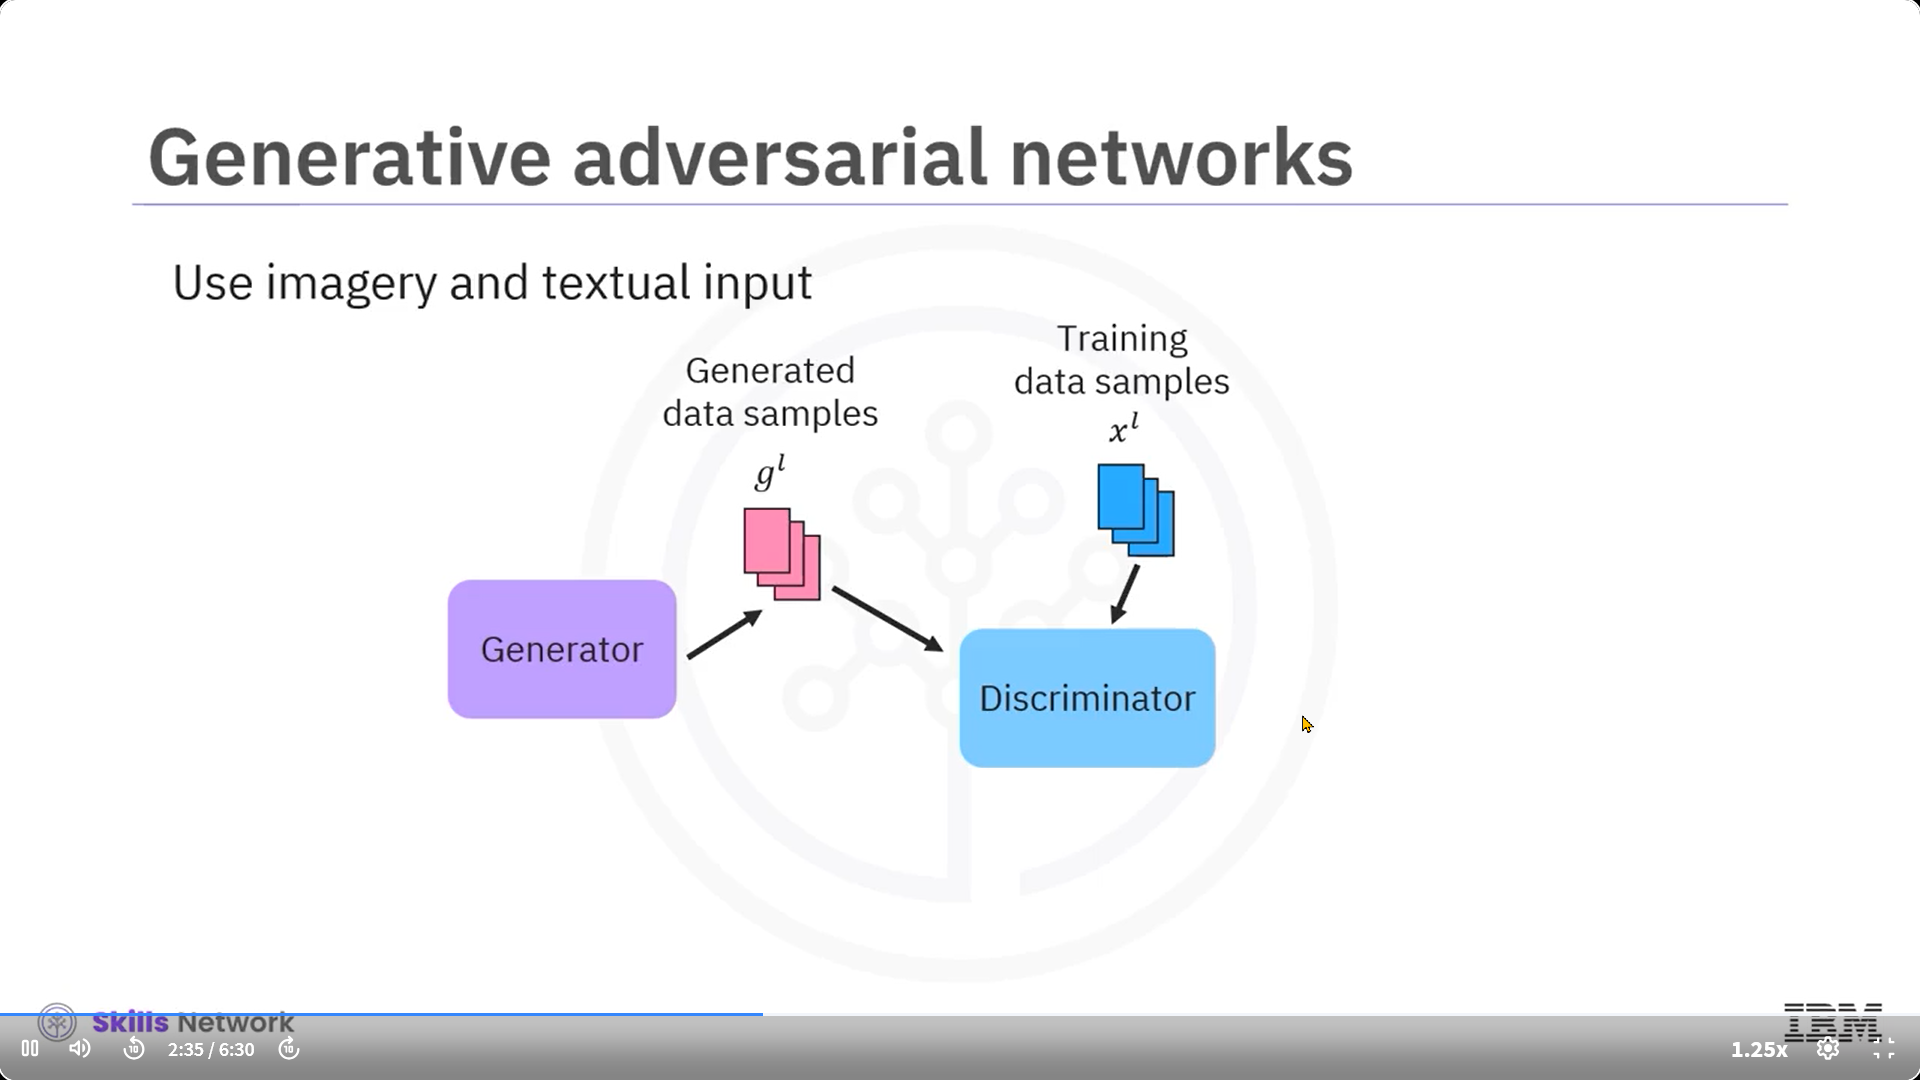 Generative adversarial networks
Use imagery and textual input
Training
data samples
x^l
Generated
data samples
g^l
Generator
Discriminator
Skills Network
IBM
10
2:35 / 6:30
10
1.25x